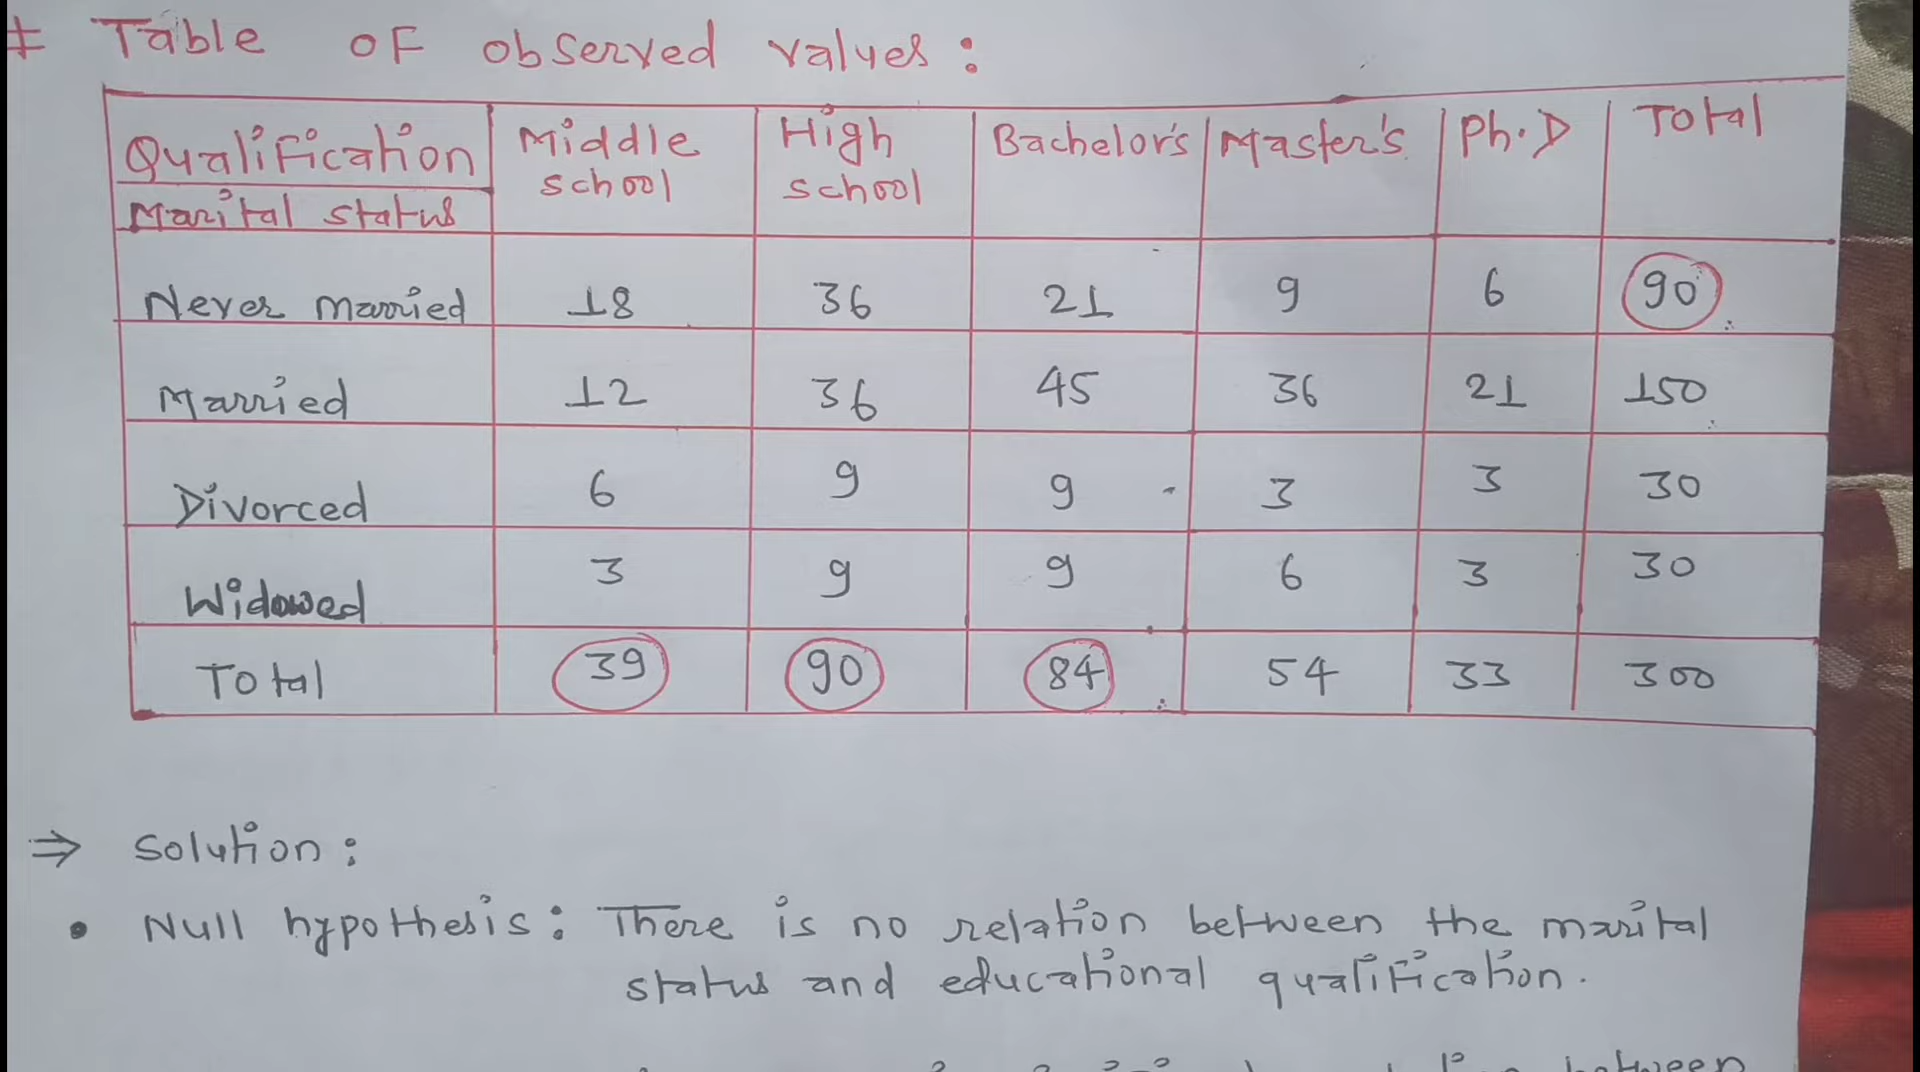 # Table of observed values:
Qualification Middle school High school Bachelor's Master's Ph.D Total
Marital status
Never married 18 36 21 9 6 90
Married 12 36 45 36 21 150
Divorced 6 9 9 3 3 30
Widowed 3 9 9 6 3 30
Total 39 90 84 54 33 300
⇒ Solution:
• Null hypothesis: There is no relation between the marital
status and educational qualification.
between